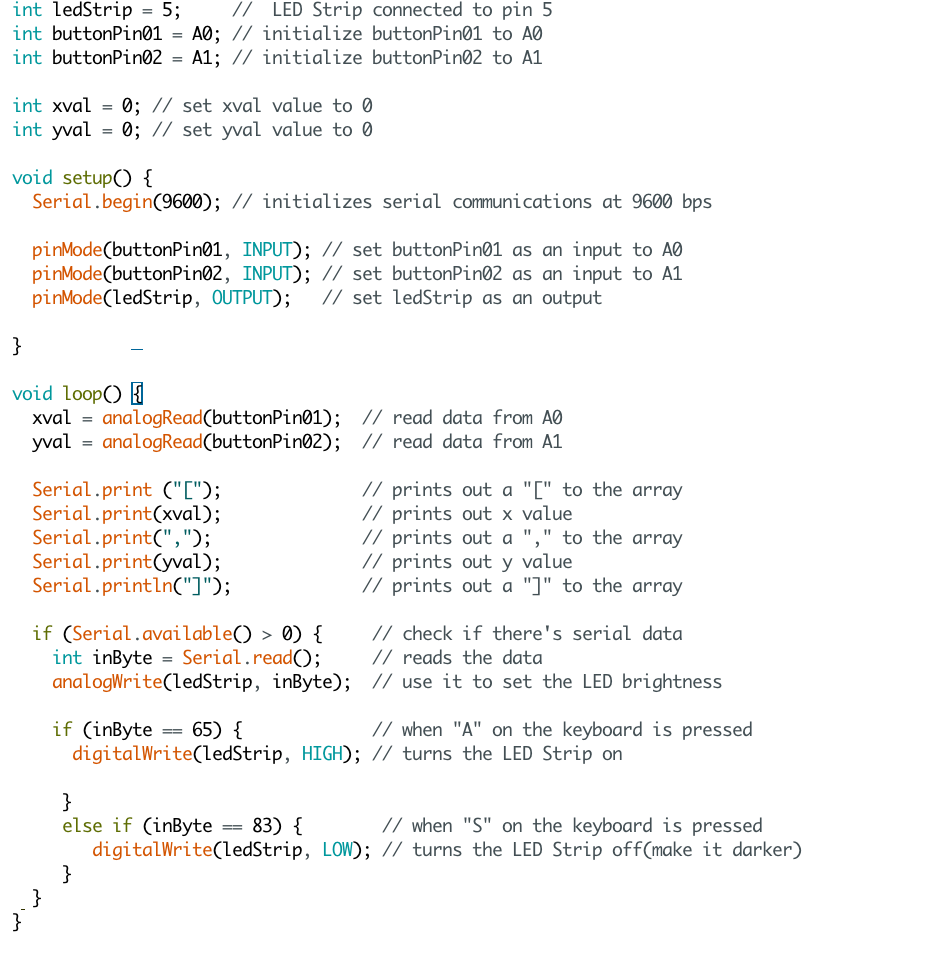 int ledStrip = 5;     //  LED Strip connected to pin 5
int buttonPin01 = A0; // initialize buttonPin01 to A0
int buttonPin02 = A1; // initialize buttonPin02 to A1

int xval = 0; // set xval value to 0
int yval = 0; // set yval value to 0

void setup() {
  Serial.begin(9600); // initializes serial communications at 9600 bps

  pinMode(buttonPin01, INPUT); // set buttonPin01 as an input to A0
  pinMode(buttonPin02, INPUT); // set buttonPin02 as an input to A1
  pinMode(ledStrip, OUTPUT);   // set ledStrip as an output

}

void loop() {
  xval = analogRead(buttonPin01);  // read data from A0
  yval = analogRead(buttonPin02);  // read data from A1

  Serial.print ("[");              // prints out a "[" to the array
  Serial.print(xval);              // prints out x value
  Serial.print(",");               // prints out a "," to the array
  Serial.print(yval);              // prints out y value
  Serial.println("]");             // prints out a "]" to the array

  if (Serial.available() > 0) {     // check if there's serial data
    int inByte = Serial.read();     // reads the data
    analogWrite(ledStrip, inByte);  // use it to set the LED brightness

    if (inByte == 65) {             // when "A" on the keyboard is pressed
      digitalWrite(ledStrip, HIGH); // turns the LED Strip on

     }
     else if (inByte == 83) {        // when "S" on the keyboard is pressed
        digitalWrite(ledStrip, LOW); // turns the LED Strip off(make it darker)
     }
  }
}